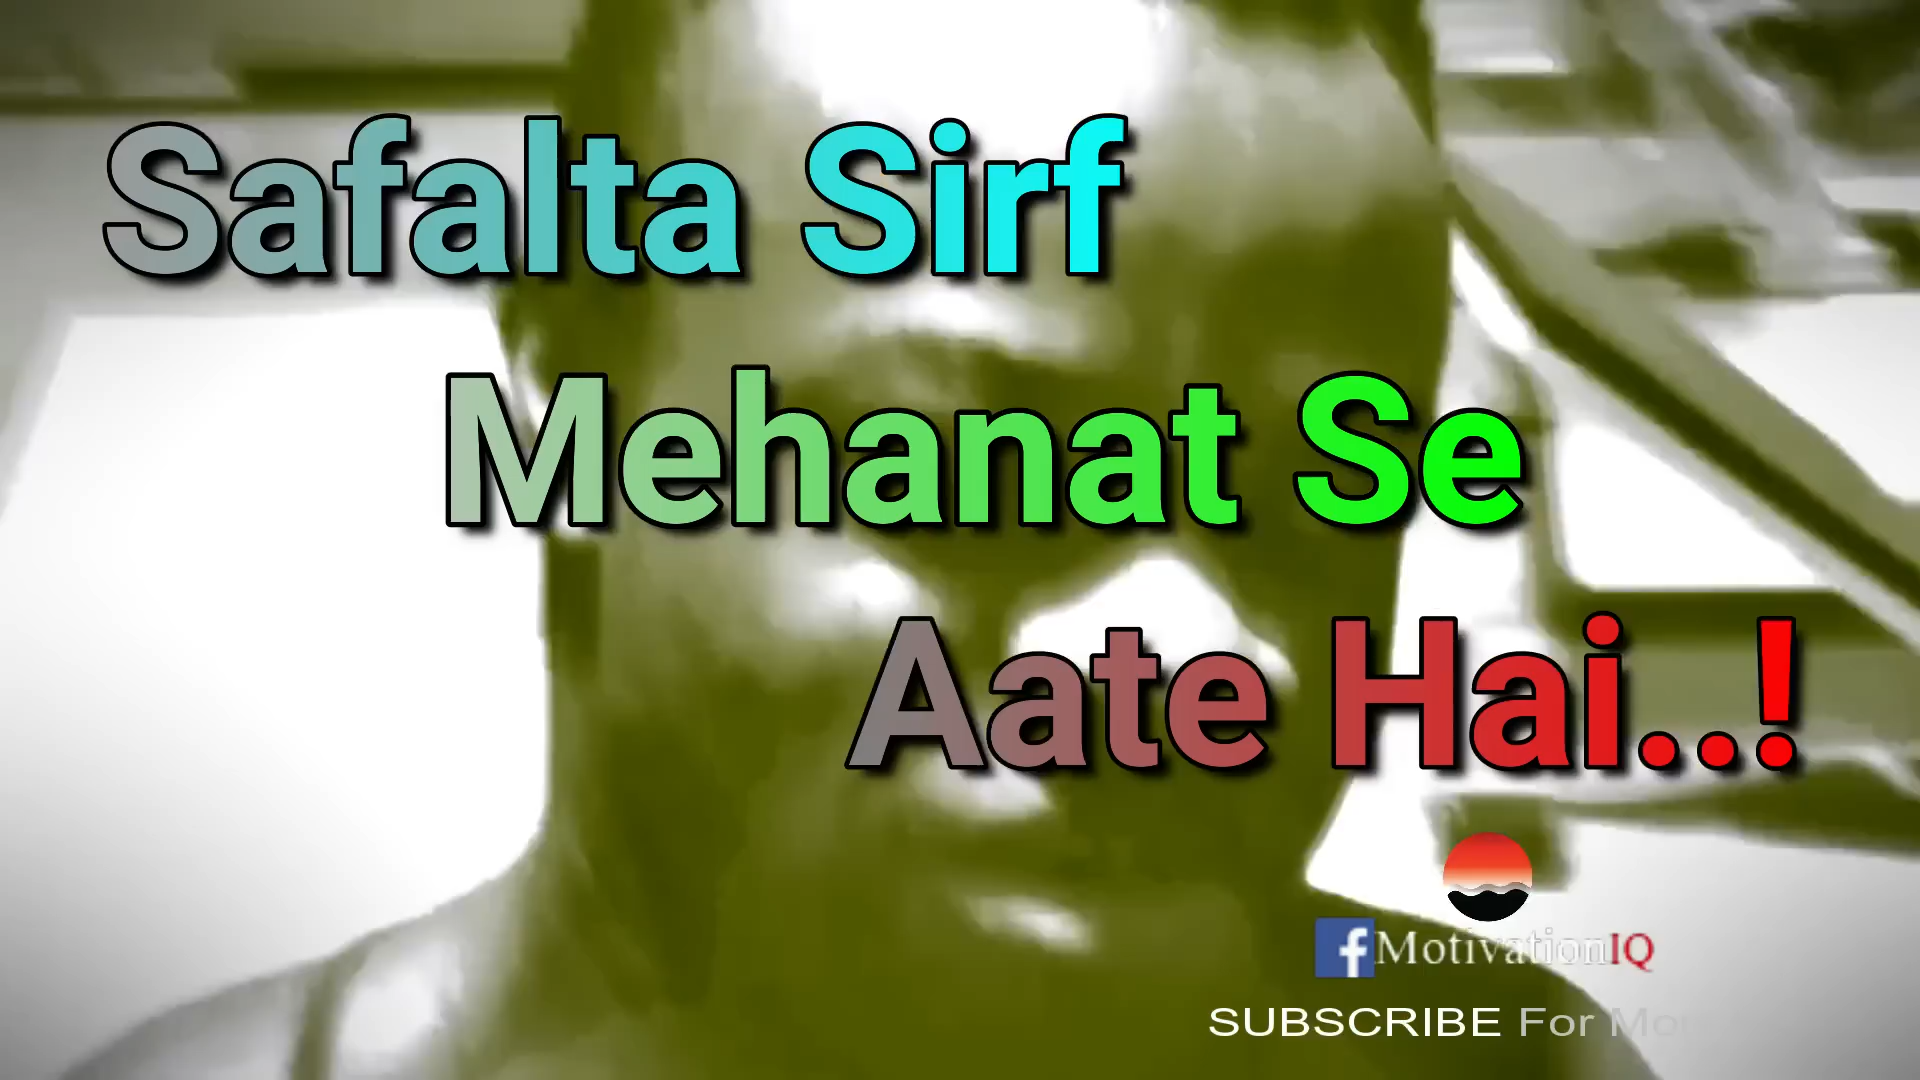 Safalta Sirf
Mehanat Se
Aate Hai..!
MotivationIQ
SUBSCRIBE For